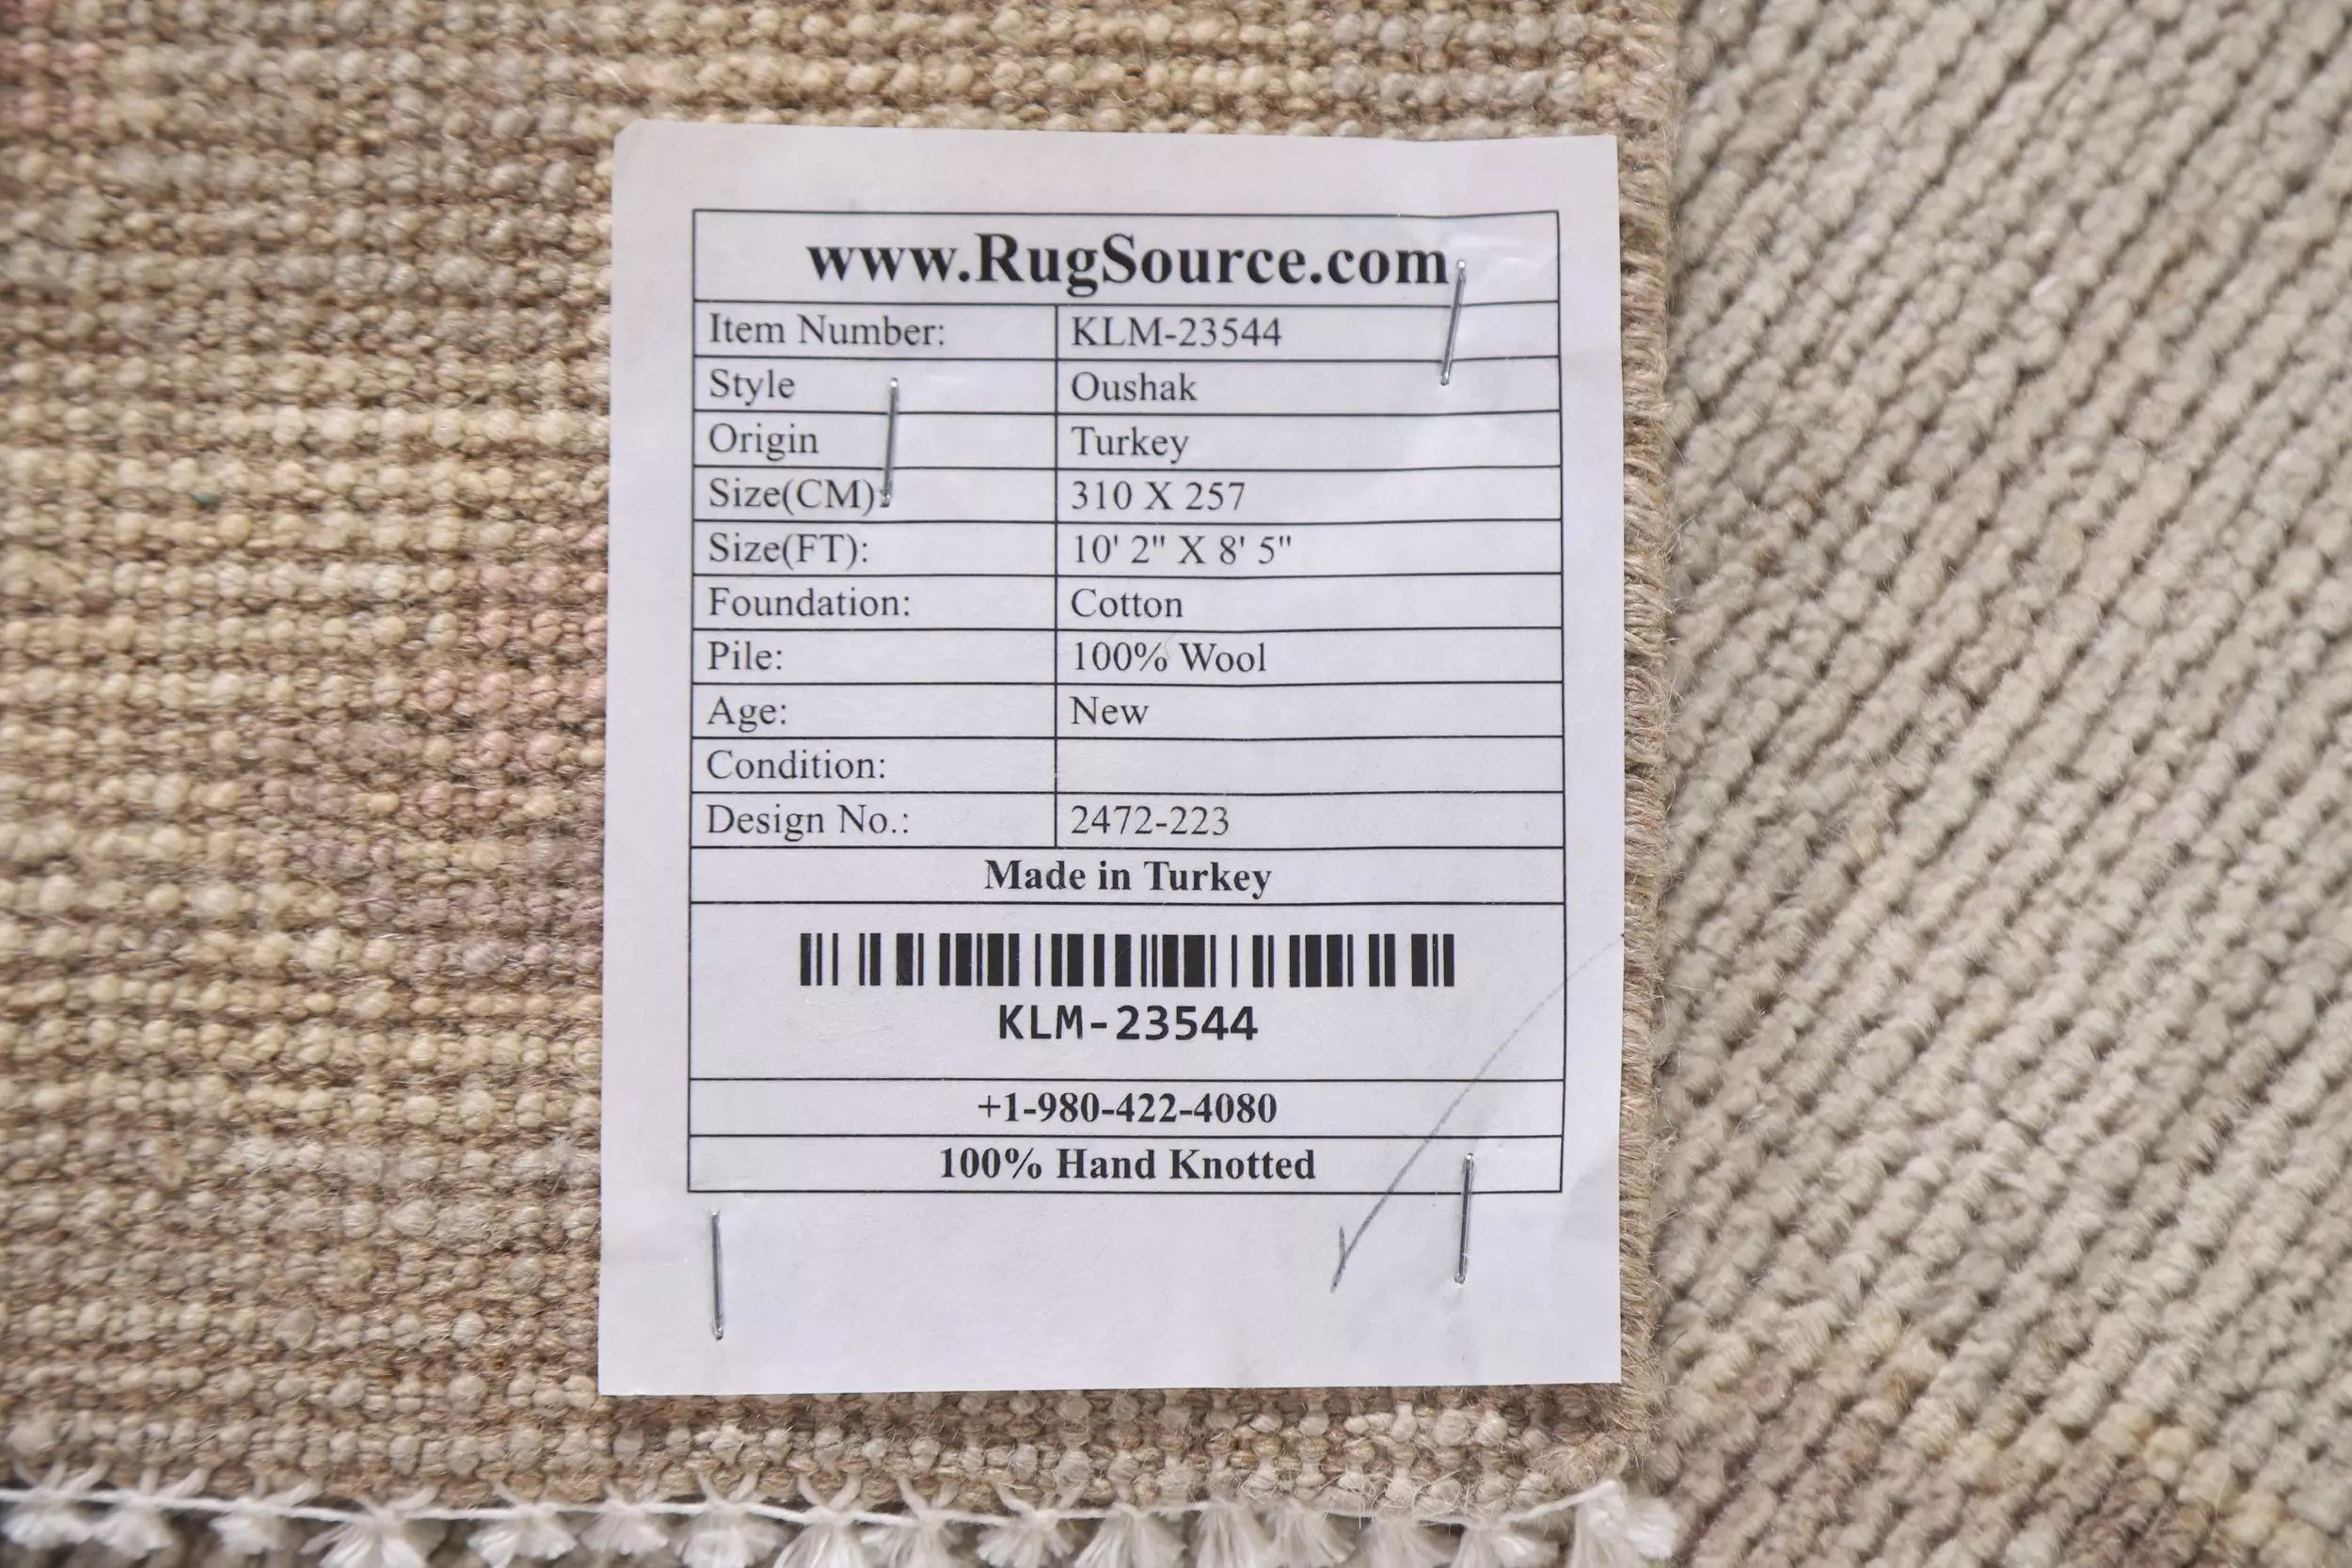 www.RugSource.com
Item Number: KLM-23544
Style Oushak
Origin Turkey
Size(CM): 310 X 257
Size(FT): 10' 2" X 8' 5"
Foundation: Cotton
Pile: 100% Wool
Age: New
Condition:
Design No.: 2472-223
Made in Turkey
KLM-23544
+1-980-422-4080
100% Hand Knotted